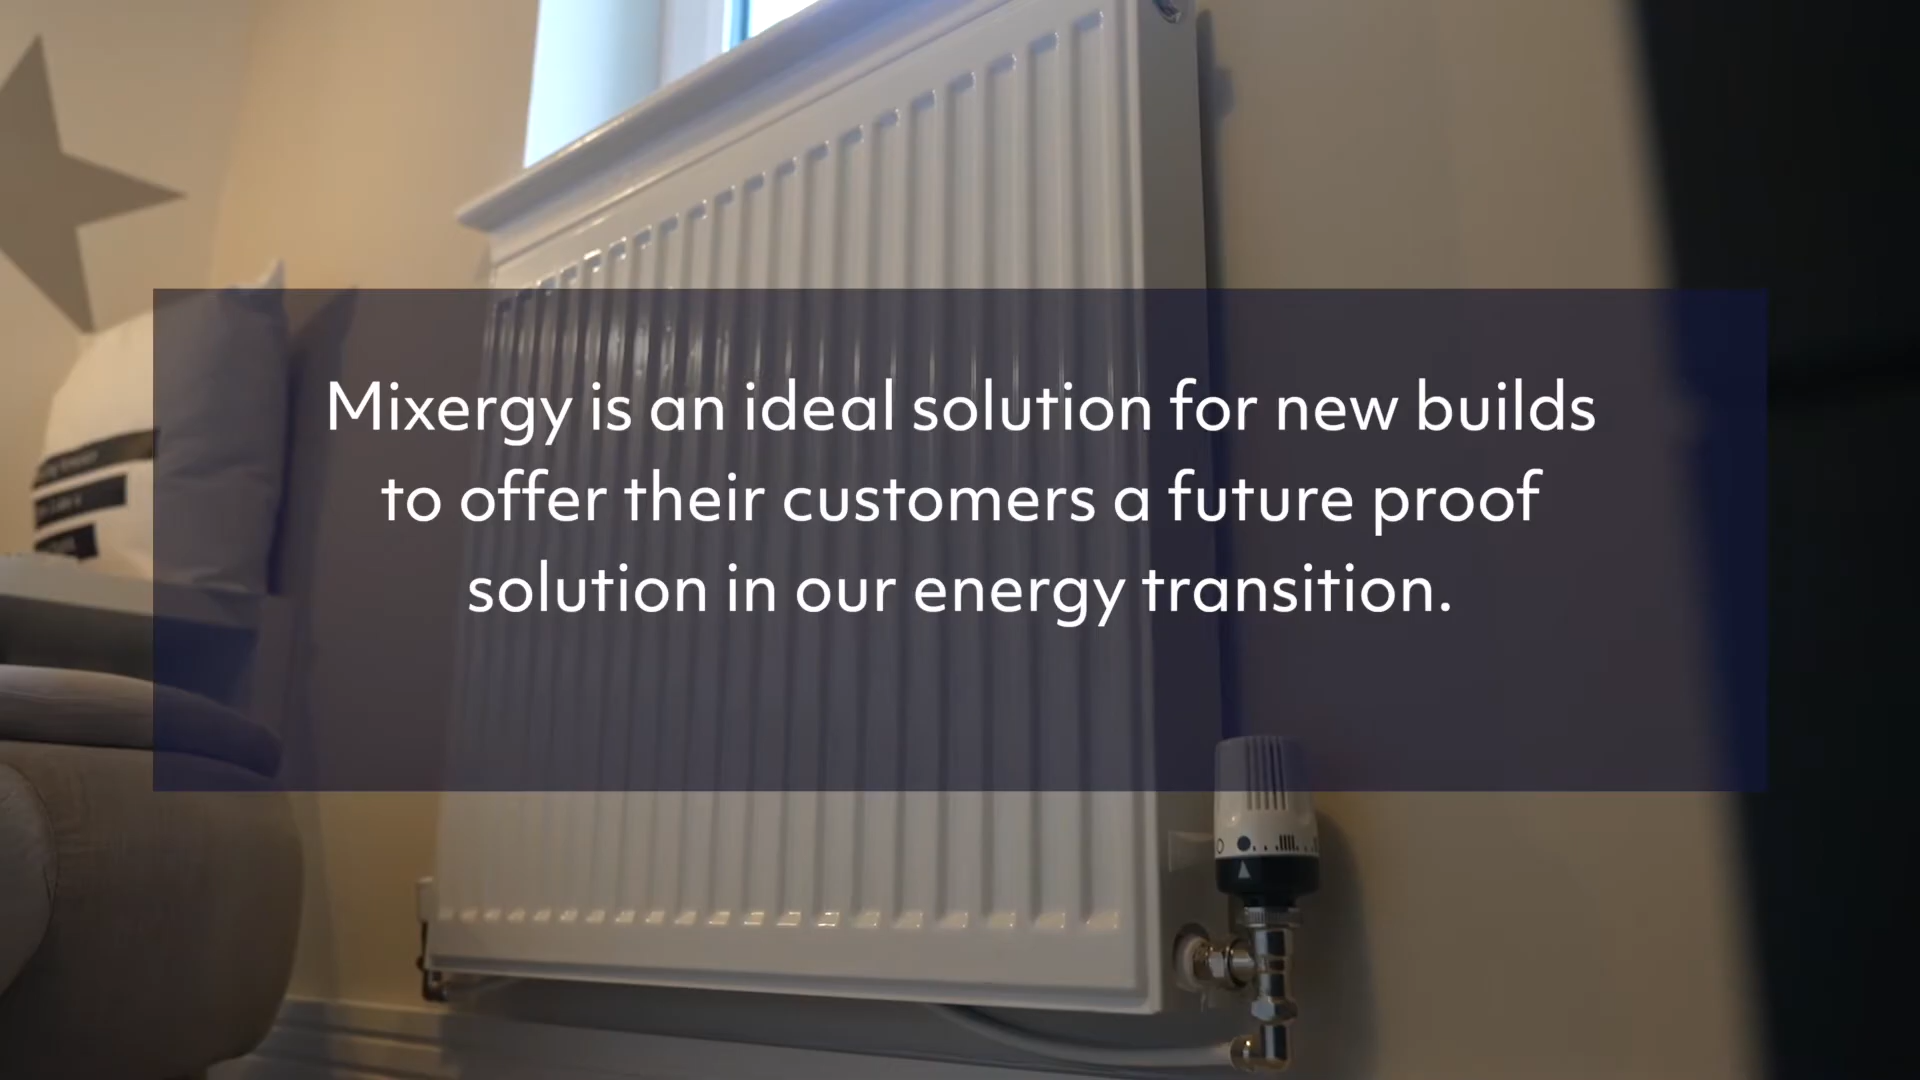 Mixergy is an ideal solution for new builds
to offer their customers a future proof
solution in our energy transition.